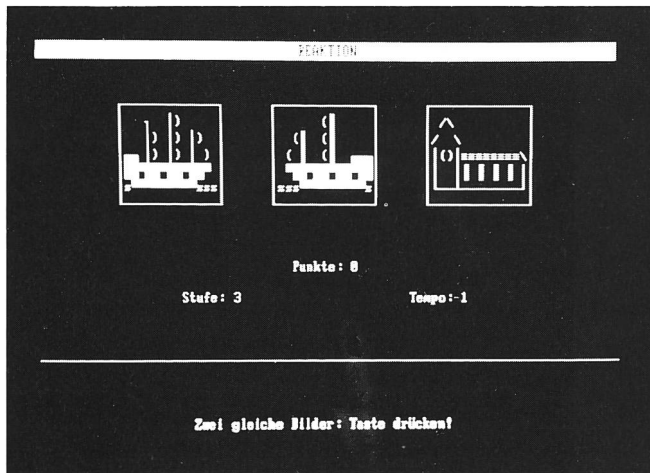 REAKTION
Punkte: 0
Stufe: 3
Tempo:-1
Zwei gleiche Bilder: Taste drücken!